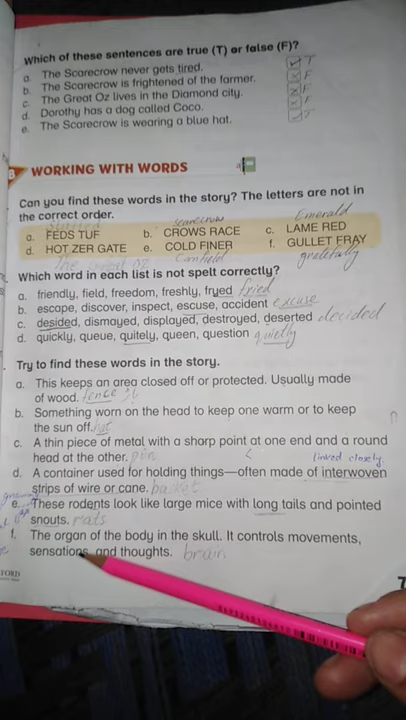 Which of these sentences are true (T) or false (F)?
a. The Scarecrow never gets tired. T
b. The Scarecrow is frightened of the farmer. F
c. The Great Oz lives in the Diamond city. F
d. Dorothy has a dog called Coco. F
e. The Scarecrow is wearing a blue hat. T
B WORKING WITH WORDS
Can you find these words in the story? The letters are not in
the correct order.
scarecrow Emerald
a. FEDS TUF b. CROWS RACE c. LAME RED
d. HOT ZER GATE e. COLD FINER f. GULLET FRAY
The great oz Cornfield gratefully
Which word in each list is not spelt correctly?
a. friendly, field, freedom, freshly, fryed fried
b. escape, discover, inspect, escuse, accident excuse
c. desided, dismayed, displayed, destroyed, deserted decided
d. quickly, queue, quitely, queen, question quietly
Try to find these words in the story.
a. This keeps an area closed off or protected. Usually made
of wood. fence
b. Something worn on the head to keep one warm or to keep
the sun off. hat
c. A thin piece of metal with a sharp point at one end and a round
head at the other. pin
linked closely
d. A container used for holding things—often made of interwoven
strips of wire or cane. basket
e. These rodents look like large mice with long tails and pointed
snouts. Rats
f. The organ of the body in the skull. It controls movements,
sensations and thoughts. brain
FORD
7